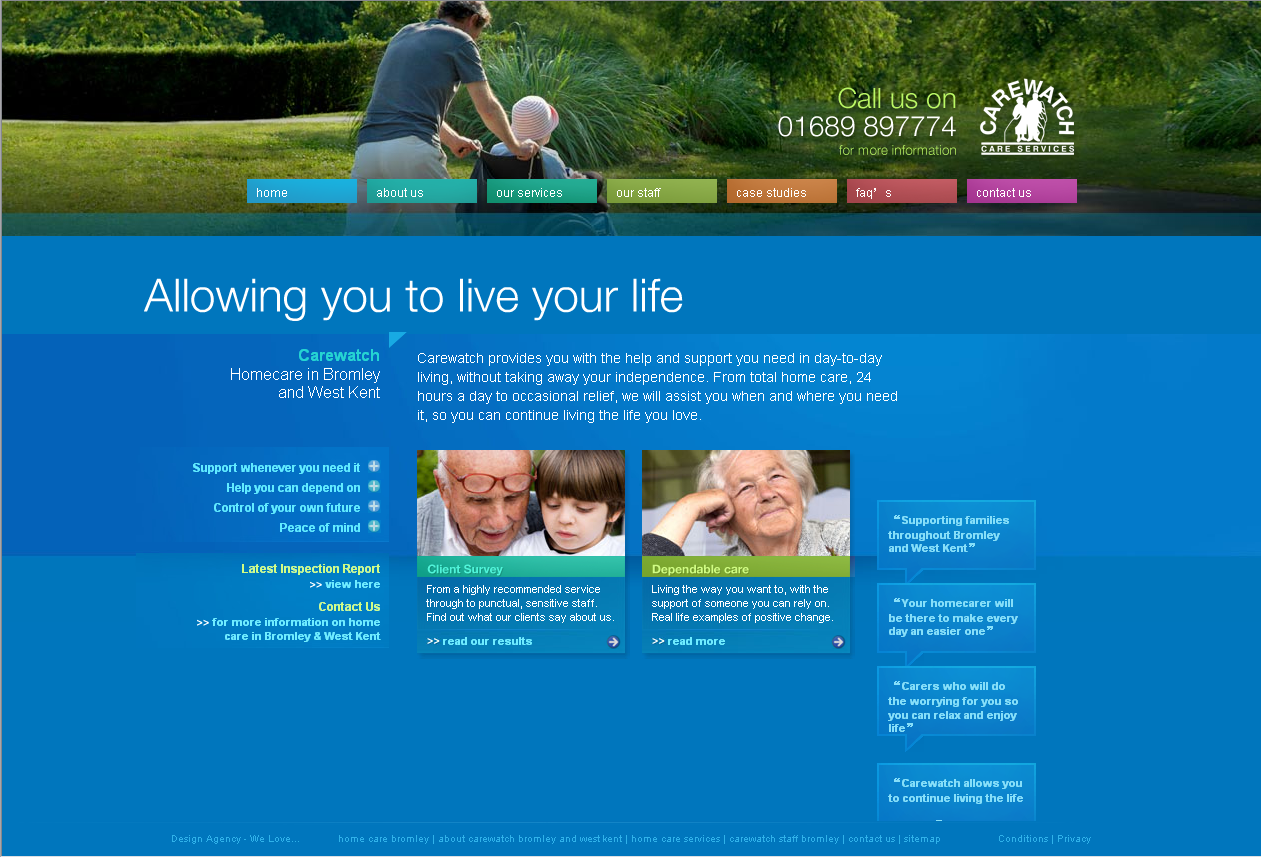 Call us on
01689 897774
for more information
CAREWATCH
CARE SERVICES
home
about us
our services
our staff
case studies
faq’ s
contact us
Allowing you to live your life
Carewatch
Homecare in Bromley
and West Kent
Carewatch provides you with the help and support you need in day-to-day
living, without taking away your independence. From total home care, 24
hours a day to occasional relief, we will assist you when and where you need
it, so you can continue living the life you love.
Support whenever you need it
Help you can depend on
Control of your own future
Peace of mind
Latest Inspection Report
>> view here
Contact Us
>> for more information on home
care in Bromley & West Kent
Client Survey
From a highly recommended service
through to punctual, sensitive staff.
Find out what our clients say about us.
>> read our results
Dependable care
Living the way you want to, with the
support of someone you can rely on.
Real life examples of positive change.
>> read more
“Supporting families
throughout Bromley
and West Kent”
“Your homecarer will
be there to make every
day an easier one”
“Carers who will do
the worrying for you so
you can relax and enjoy
life”
“Carewatch allows you
to continue living the life
Design Agency - We Love...
home care bromley | about carewatch bromley and west kent | home care services | carewatch staff bromley | contact us | sitemap
Conditions | Privacy